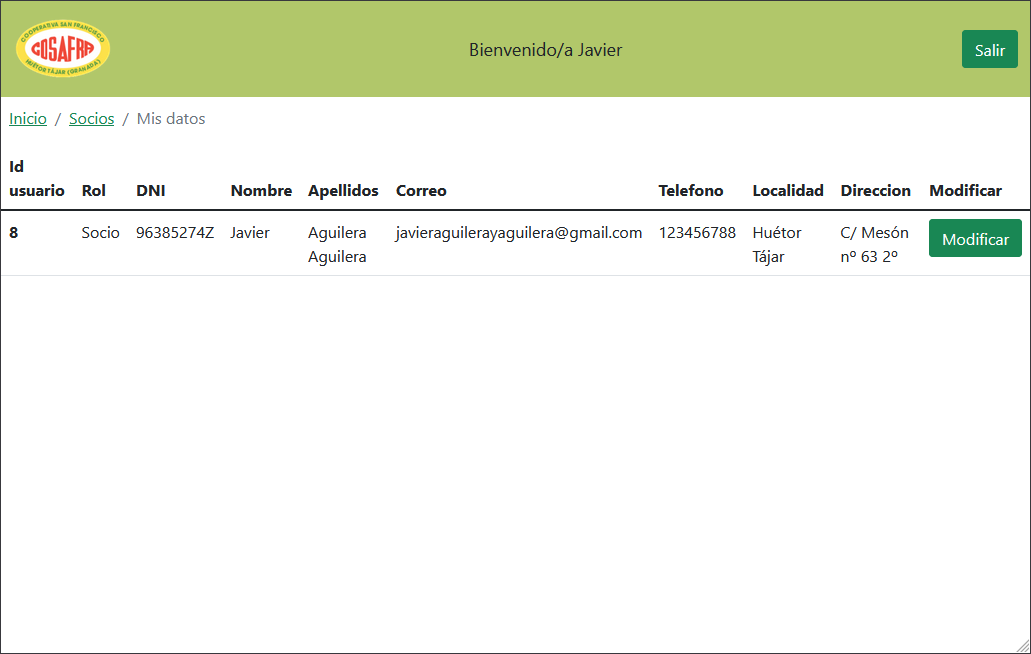 COOPERATIVA SAN FRANCISCO
COSAFRA
HUÉTOR TÁJAR (GRANADA)
Bienvenido/a Javier
Salir
Inicio / Socios / Mis datos
Id usuario Rol DNI Nombre Apellidos Correo Telefono Localidad Direccion Modificar
8 Socio 96385274Z Javier Aguilera javieraguilerayaguilera@gmail.com 123456788 Huétor C/ Mesón Modificar
Aguilera Tájar nº 63 2º